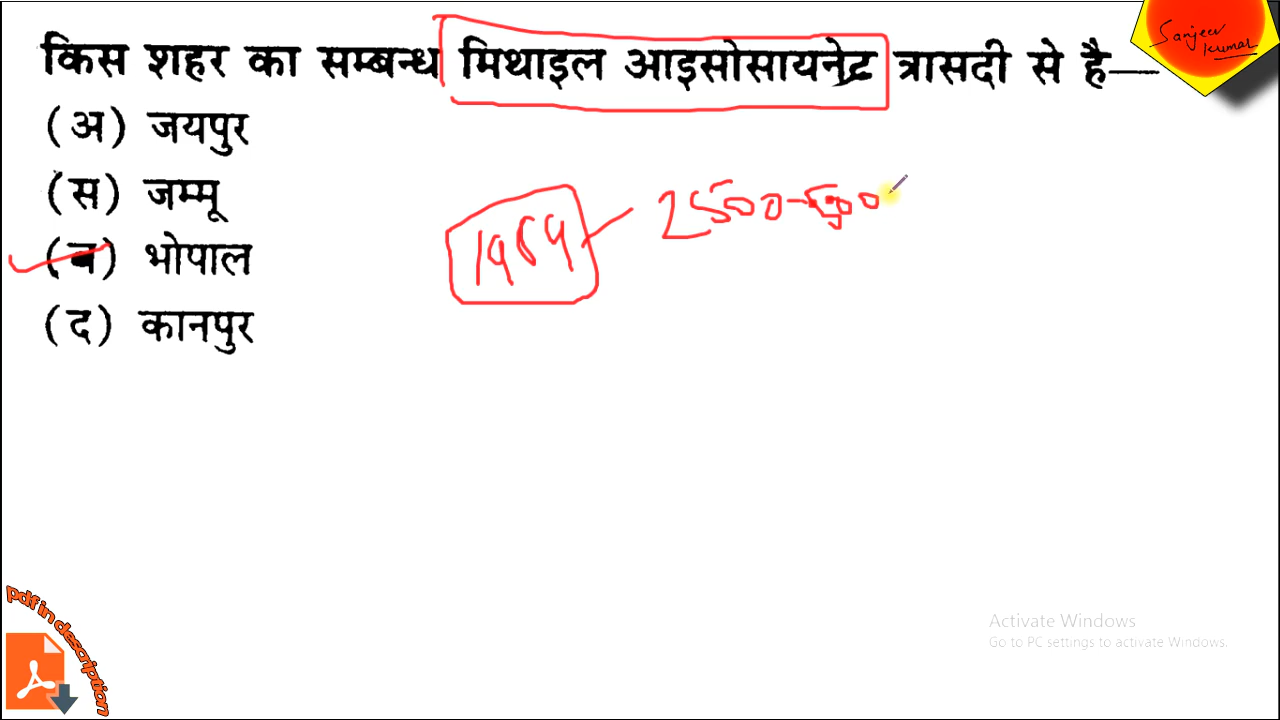 Sanjeev
Kumar
किस शहर का सम्बन्ध मिथाइल आइसोसायनेट त्रासदी से है—
(अ) जयपुर
(स) जम्मू
(ब) भोपाल
(द) कानपुर
1984 2500-5000
pdf in description
Activate Windows
Go to PC settings to activate Windows.